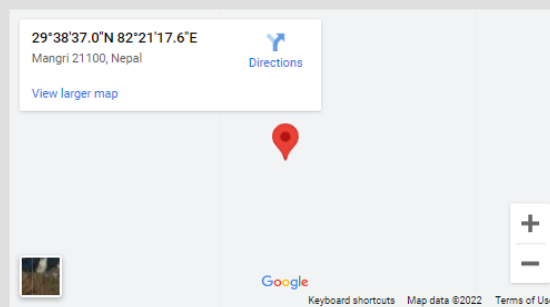 29°38'37.0"N 82°21'17.6"E
Mangri 21100, Nepal
Directions
View larger map
Google
Keyboard shortcuts Map data ©2022 Terms of Use